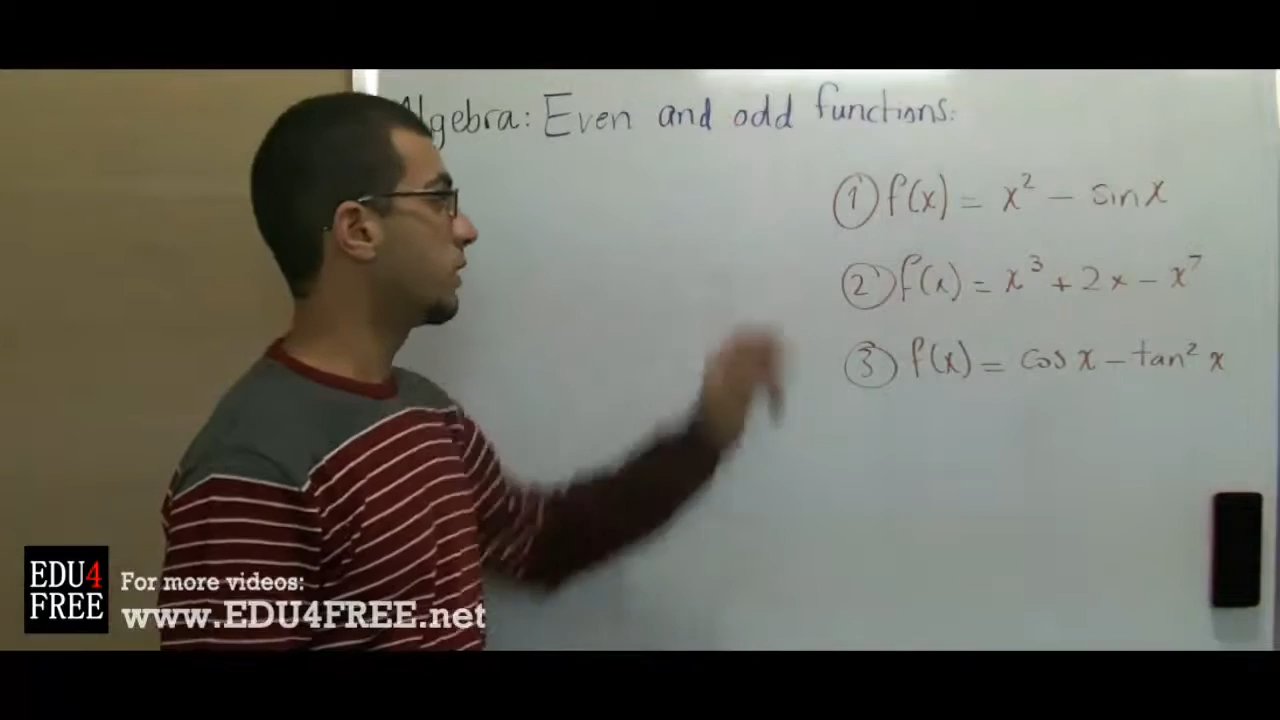 Algebra: Even and odd functions:
① f(x) = x² - sin x
② f(x) = x³ + 2x - x⁷
③ f(x) = cos x - tan² x
EDU4
FREE
For more videos:
www.EDU4FREE.net